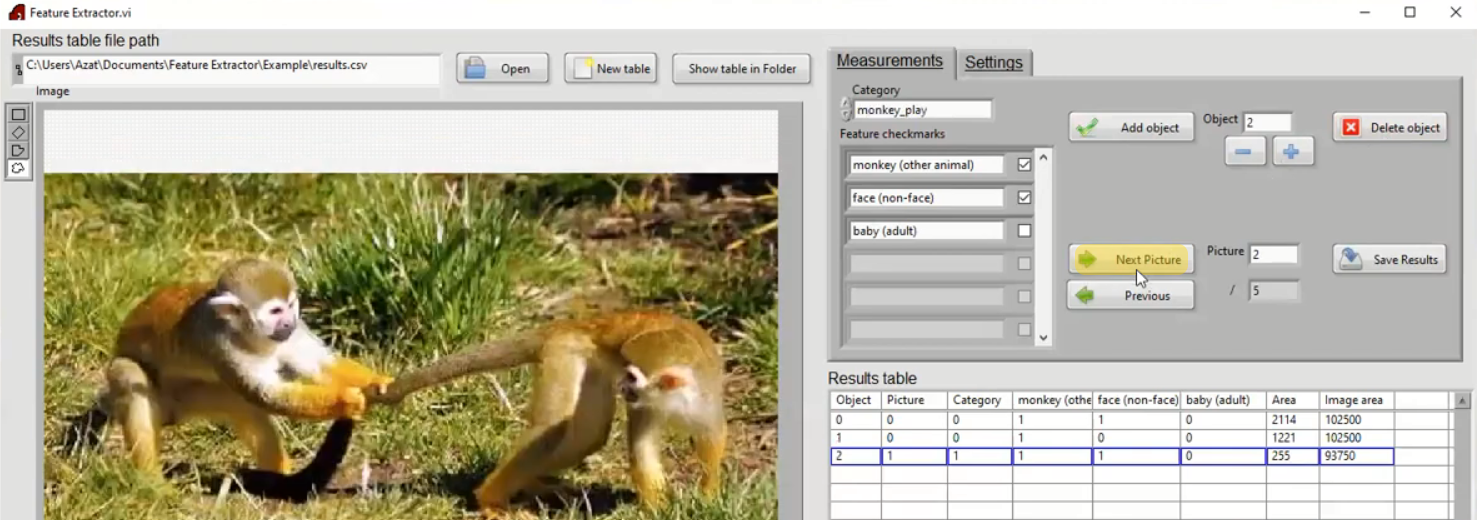 Feature Extractor.vi
Results table file path
C:\Users\Azat\Documents\Feature Extractor\Example\results.csv
Open
New table
Show table in Folder
Image
Measurements
Settings
Category
monkey_play
Feature checkmarks
monkey (other animal)
face (non-face)
baby (adult)
Add object
Object
2
Delete object
Next Picture
Picture
2
Save Results
Previous
/ 5
Results table
Object Picture Category monkey (othe face (non-face) baby (adult) Area Image area
0 0 0 1 1 0 2114 102500
1 0 0 1 0 0 1221 102500
2 1 1 1 1 0 255 93750